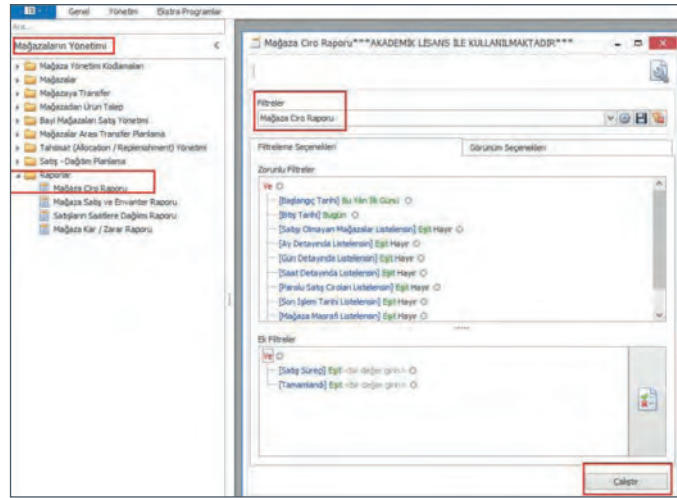 Genel Yönetim Ekstra Programlar
Ara...
Mağazaların Yönetimi
Mağaza Yönetim Kodlamaları
Mağazalar
Mağazaya Transfer
Mağazadan Ürün Talep
Bayi Mağazaları Satış Yönetimi
Mağazalar Arası Transfer Planlama
Tahsisat (Allocation / Replenishment) Yönetimi
Satış - Dağıtım Planlama
Raporlar
Mağaza Ciro Raporu
Mağaza Satış ve Envanter Raporu
Satışların Saatlere Dağılım Raporu
Mağaza Kar / Zarar Raporu
Mağaza Ciro Raporu***AKADEMİK LİSANS İLE KULLANILMAKTADIR***
Filtreler
Mağaza Ciro Raporu
Filtreleme Seçenekleri Görünüm Seçenekleri
Zorunlu Filtreler
Ve
[Başlangıç Tarihi] Bu Yılın İlk Günü
[Bitiş Tarihi] Bugün
[Satışı Olmayan Mağazalar Listelensin] Eşit Hayır
[Ay Detayında Listelensin] Eşit Hayır
[Gün Detayında Listelensin] Eşit Hayır
[Saat Detayında Listelensin] Eşit Hayır
[Parolu Satış Ciroları Listelensin] Eşit Hayır
[Son İşlem Tarihi Listelensin] Eşit Hayır
[Mağaza Masrafı Listelensin] Eşit Hayır
Ek Filtreler
Ve
[Satış Süreç] Eşit <bir değer girin>
[Tamamlandı] Eşit <bir değer girin>
Çalıştır